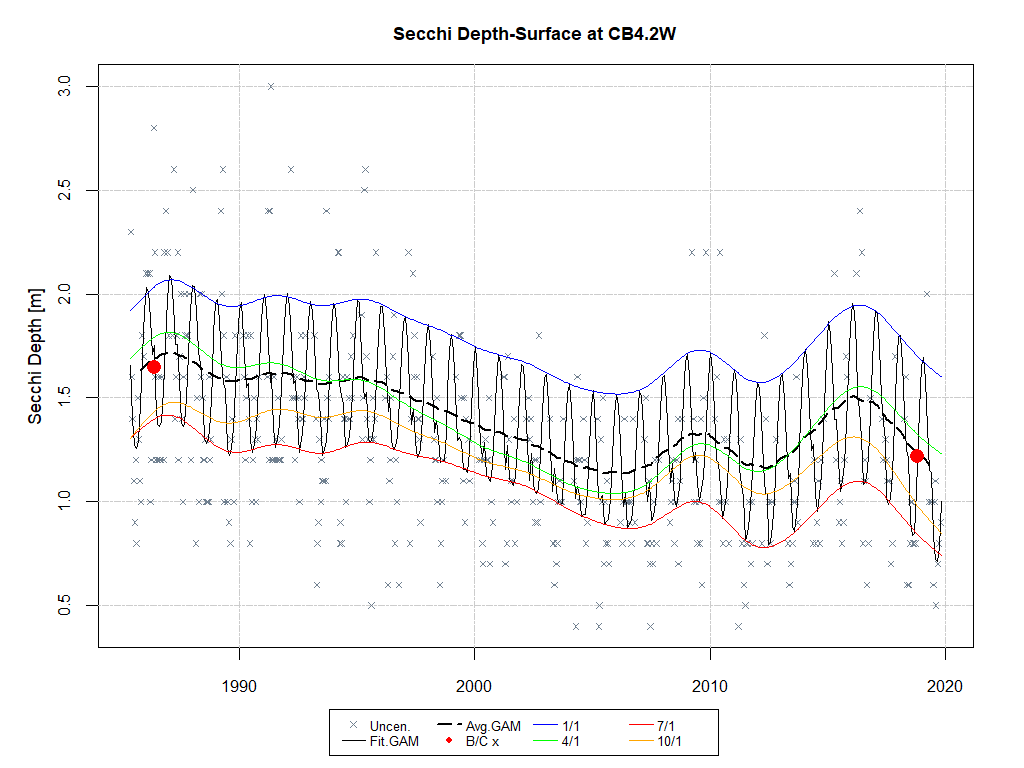 Secchi Depth-Surface at CB4.2W
Secchi Depth [m]
3.0
2.5
2.0
1.5
1.0
0.5
1990 2000 2010 2020
Uncen. Avg.GAM 1/1 7/1
Fit.GAM B/C x 4/1 10/1